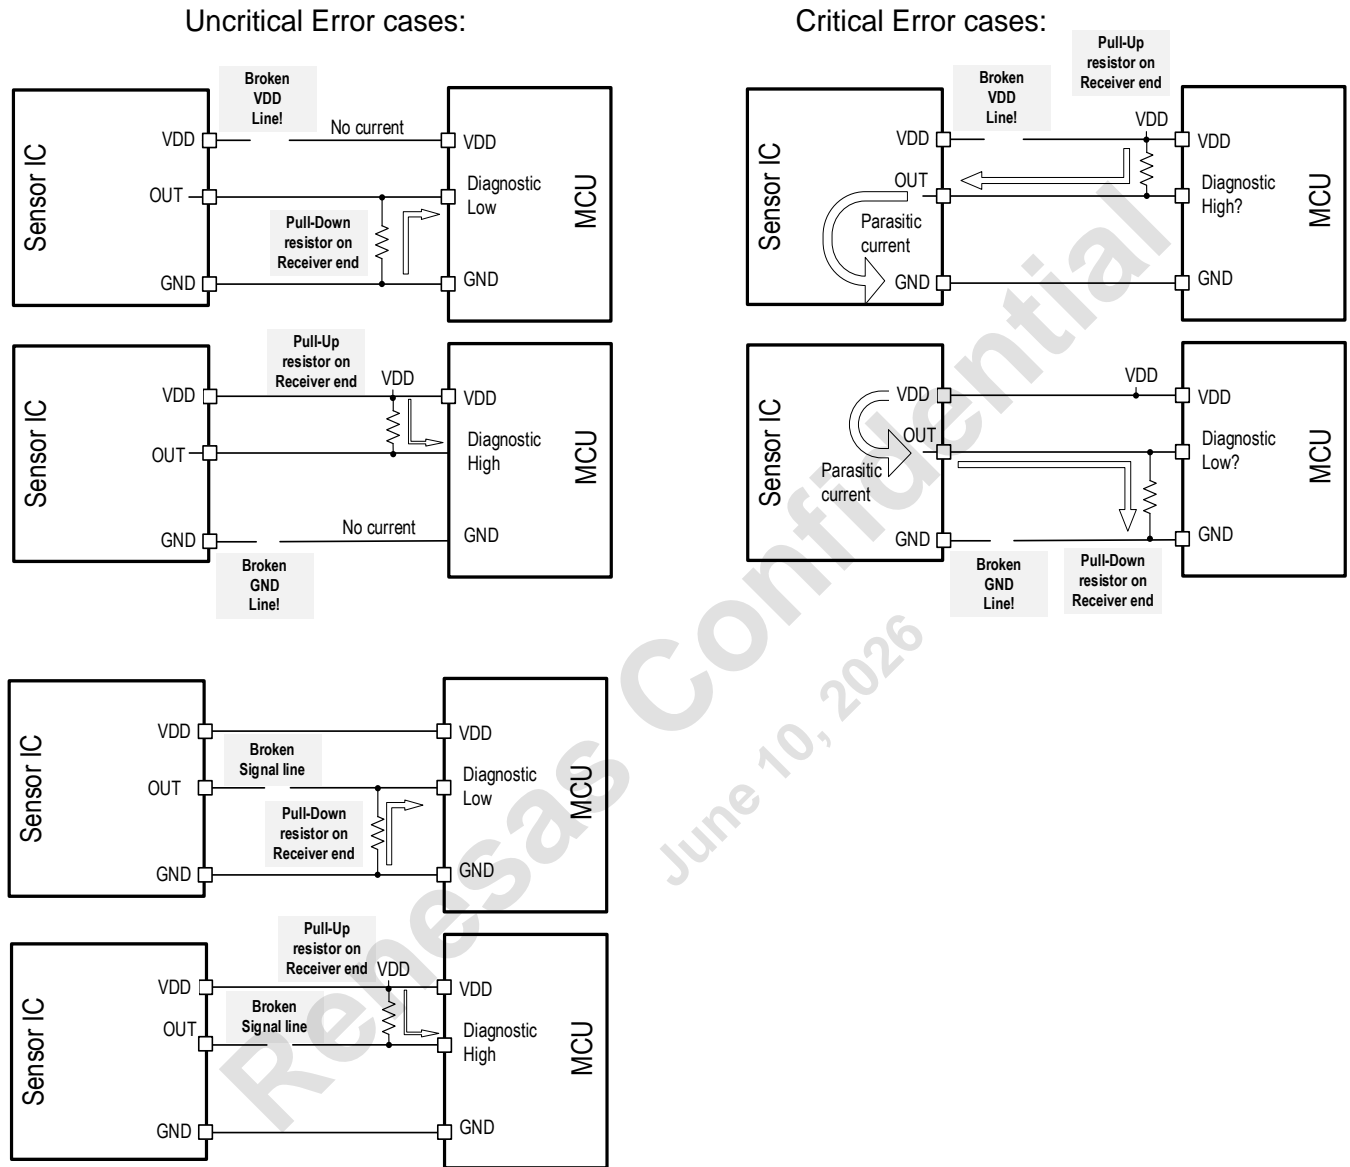 Uncritical Error cases:
Broken
VDD
Line!
No current
VDD
VDD
OUT
Diagnostic
Low
Pull-Down
resistor on
Receiver end
GND
GND
Sensor IC
MCU
Pull-Up
resistor on
Receiver end
VDD
VDD
VDD
OUT
Diagnostic
High
No current
GND
GND
Broken
GND
Line!
Sensor IC
MCU
VDD
VDD
Broken
Signal line
OUT
Diagnostic
Low
Pull-Down
resistor on
Receiver end
GND
GND
Sensor IC
MCU
Pull-Up
resistor on
Receiver end
VDD
VDD
VDD
Broken
Signal line
OUT
Diagnostic
High
GND
GND
Sensor IC
MCU
Critical Error cases:
Pull-Up
resistor on
Receiver end
Broken
VDD
Line!
VDD
VDD
VDD
OUT
Diagnostic
High?
Parasitic
current
GND
GND
Sensor IC
MCU
VDD
VDD
VDD
OUT
Diagnostic
Low?
Parasitic
current
GND
GND
Broken
GND
Line!
Pull-Down
resistor on
Receiver end
Sensor IC
MCU
Renesas Confidential
June 10, 2026